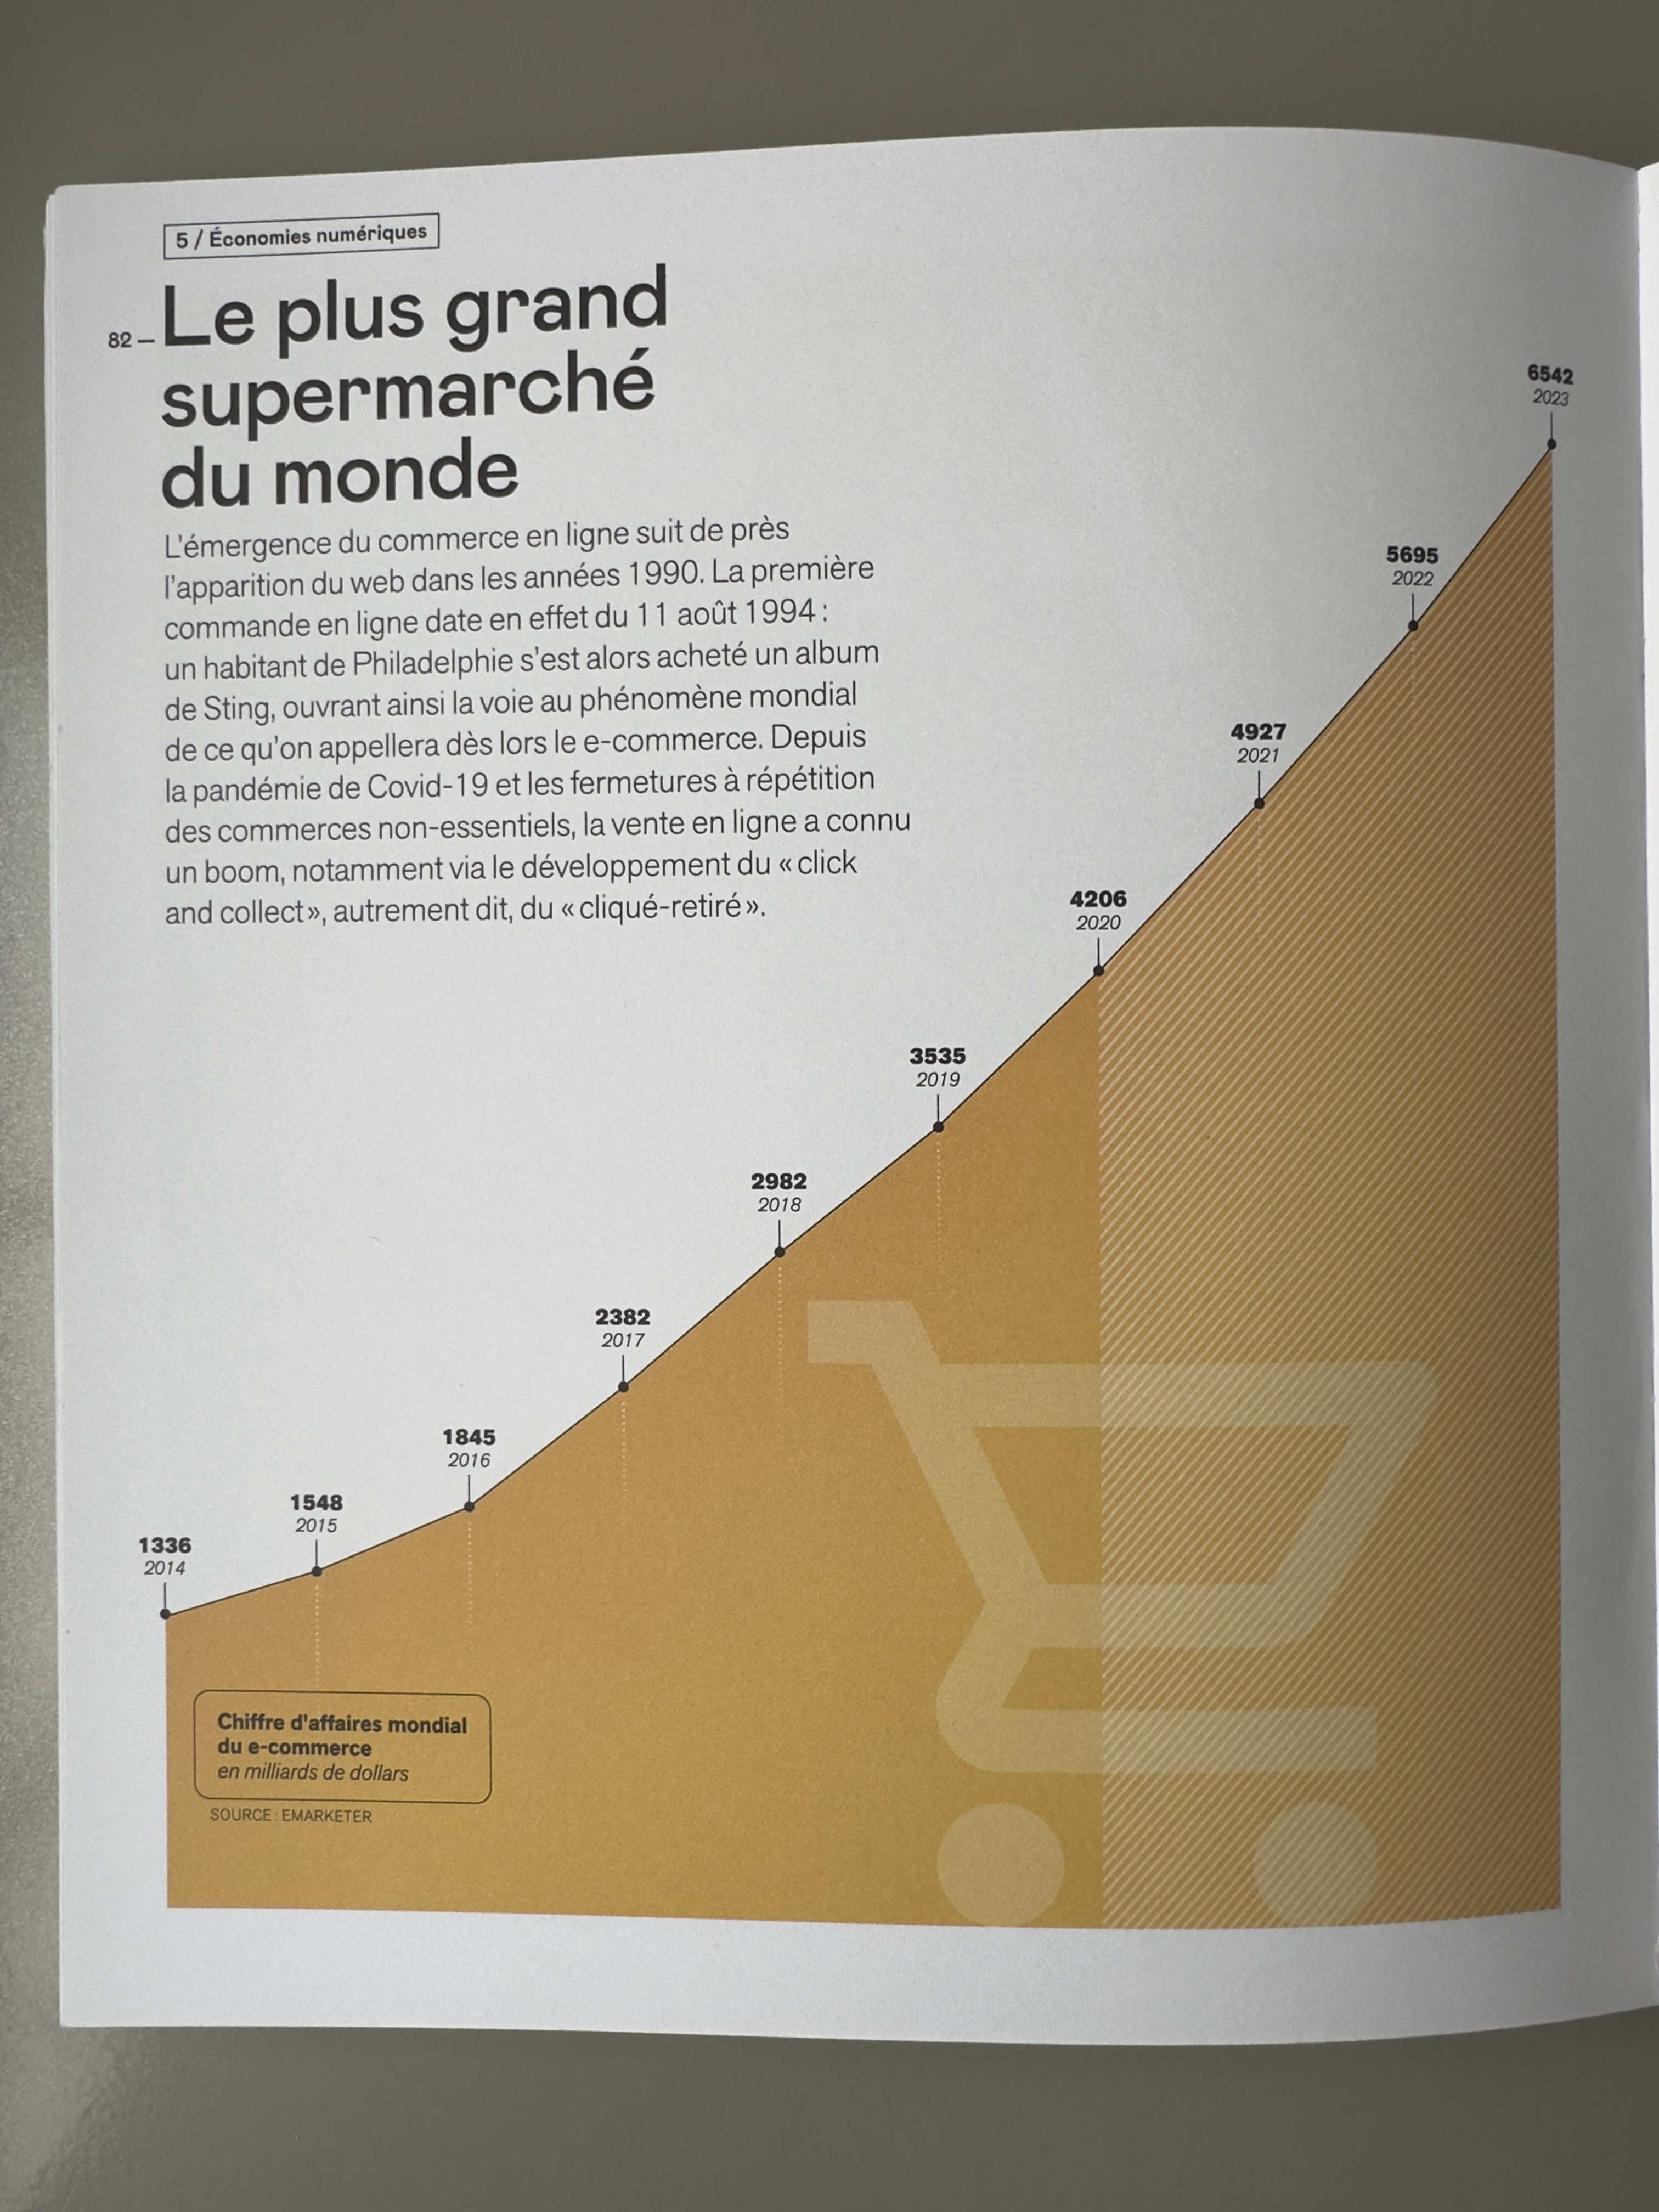 5 / Économies numériques
82 —
Le plus grand
supermarché
du monde
L'émergence du commerce en ligne suit de près
l'apparition du web dans les années 1990. La première
commande en ligne date en effet du 11 août 1994 :
un habitant de Philadelphie s'est alors acheté un album
de Sting, ouvrant ainsi la voie au phénomène mondial
de ce qu'on appellera dès lors le e-commerce. Depuis
la pandémie de Covid-19 et les fermetures à répétition
des commerces non-essentiels, la vente en ligne a connu
un boom, notamment via le développement du « click
and collect », autrement dit, du « cliqué-retiré ».
1336
2014
1548
2015
1845
2016
2382
2017
2982
2018
3535
2019
4206
2020
4927
2021
5695
2022
6542
2023
Chiffre d'affaires mondial
du e-commerce
en milliards de dollars
SOURCE : EMARKETER